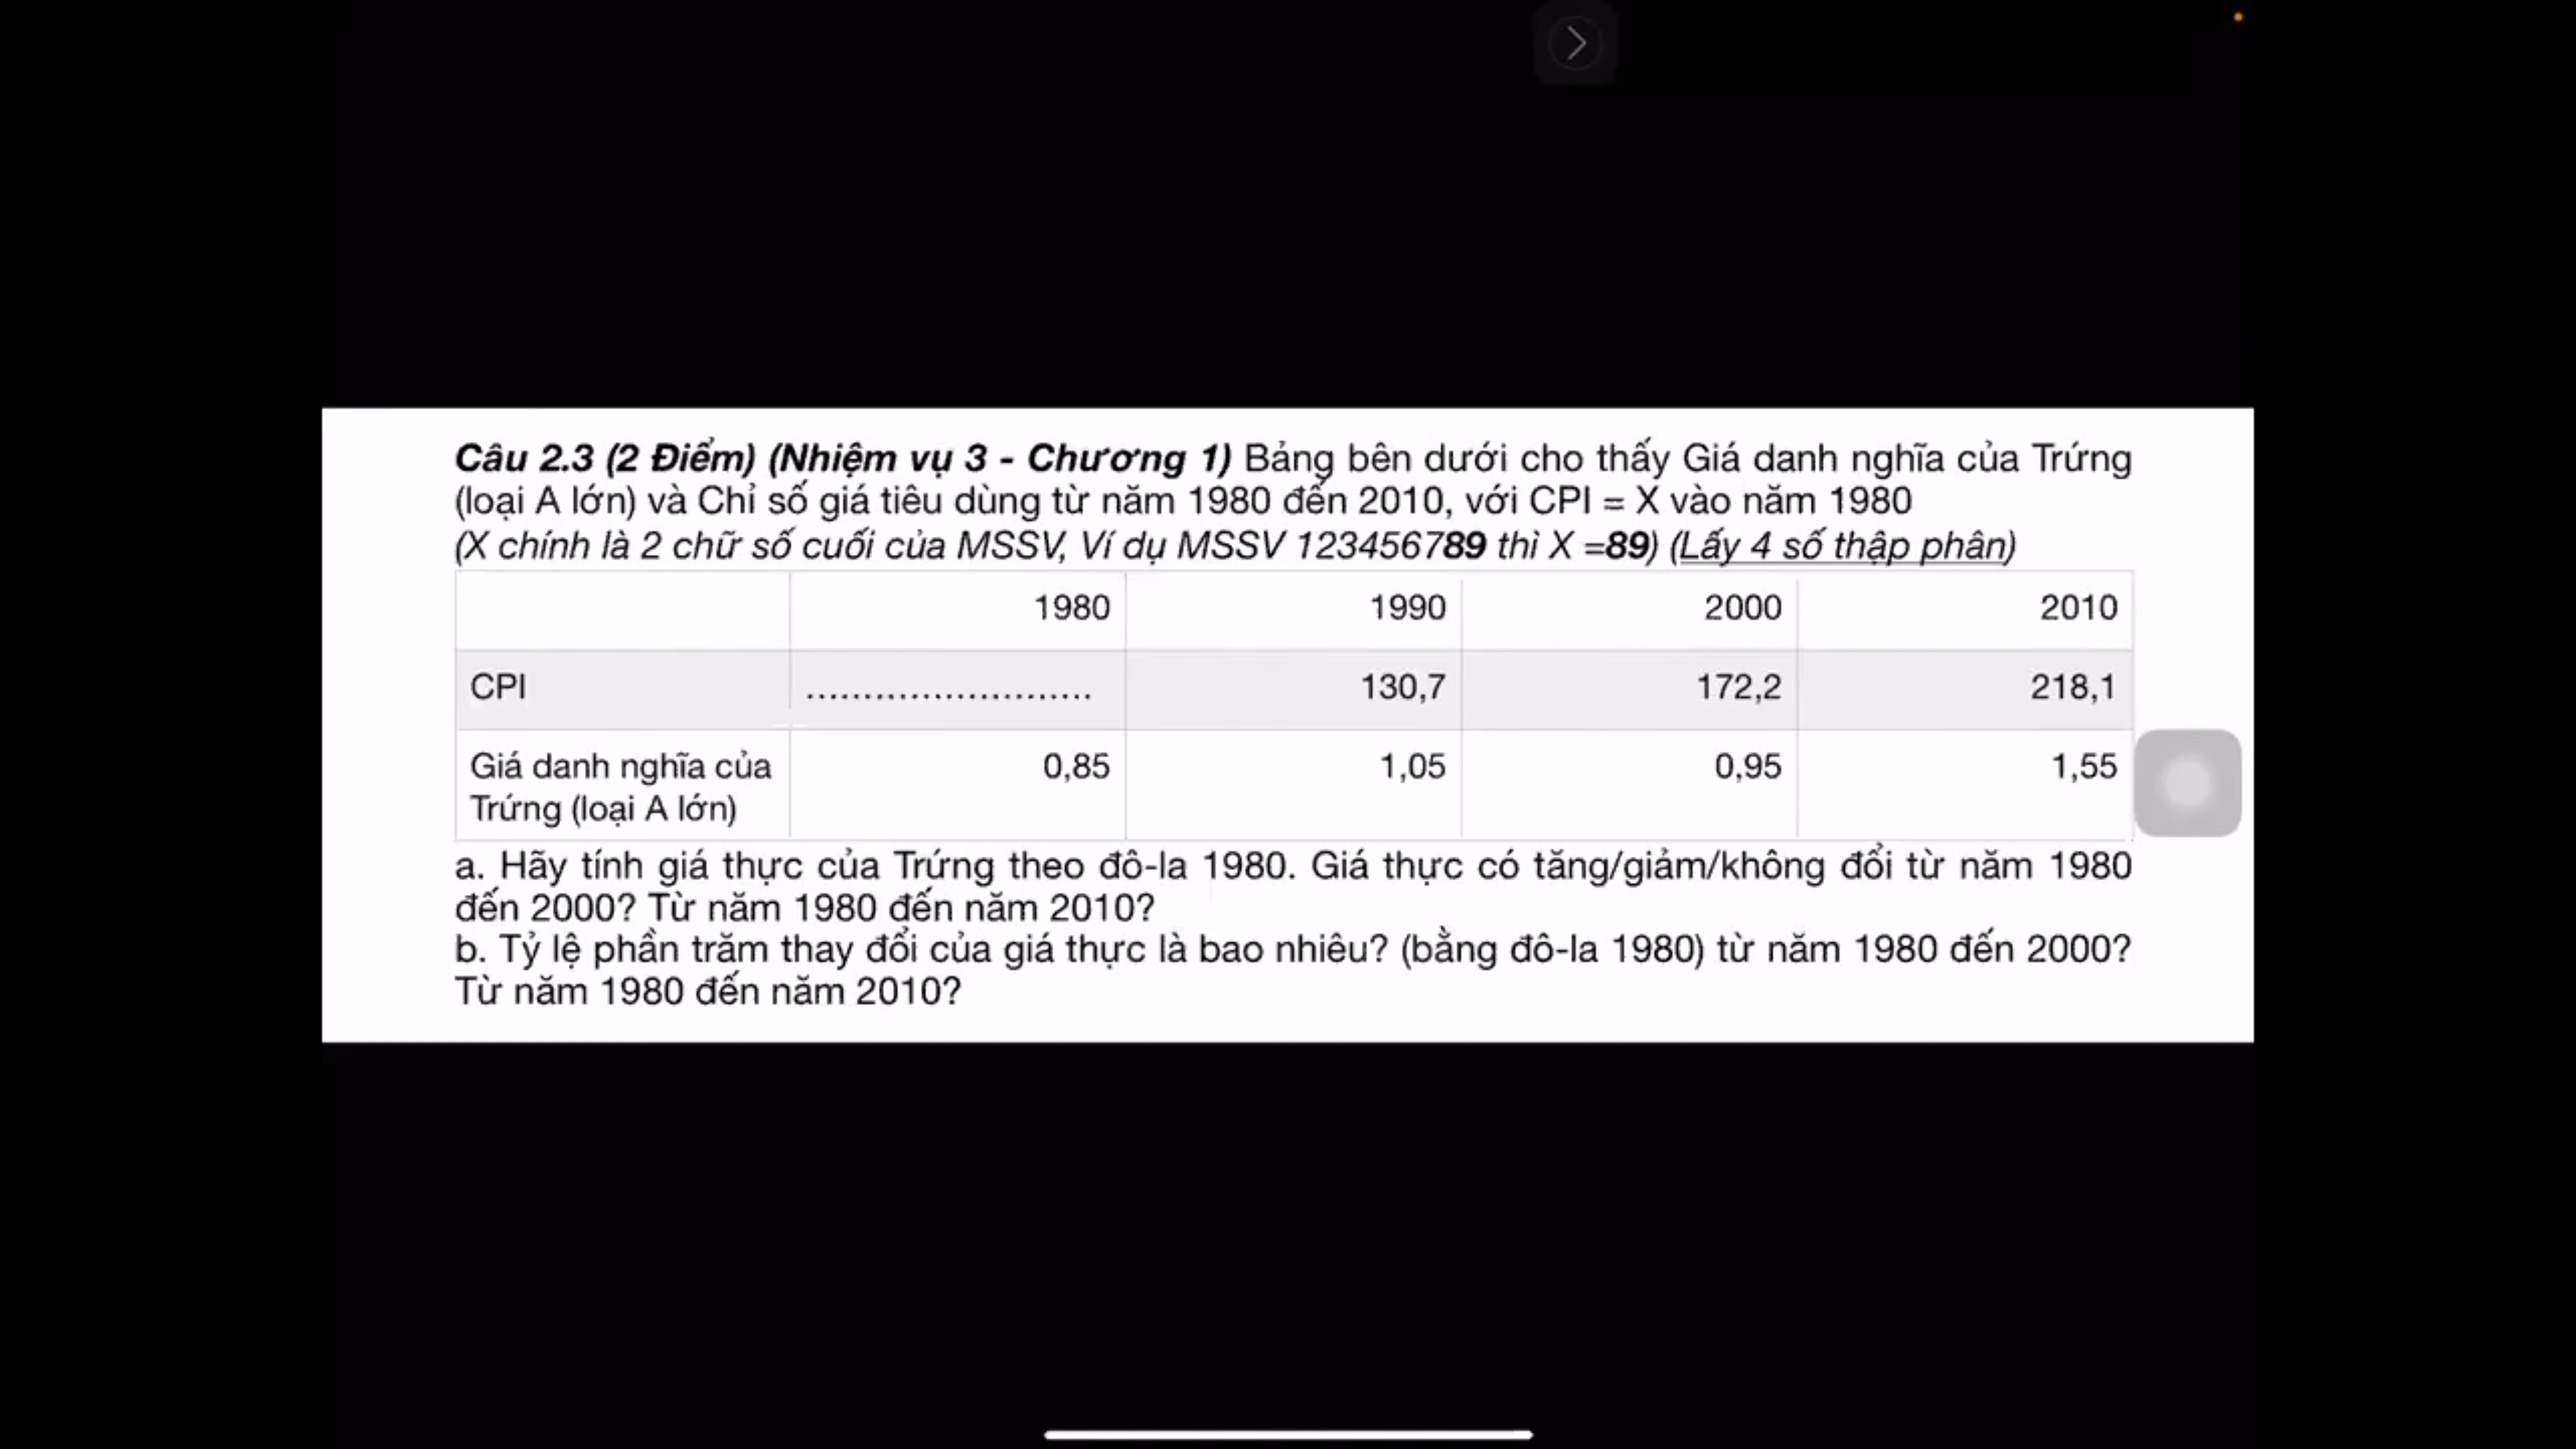 Câu 2.3 (2 Điểm) (Nhiệm vụ 3 - Chương 1) Bảng bên dưới cho thấy Giá danh nghĩa của Trứng
(loại A lớn) và Chỉ số giá tiêu dùng từ năm 1980 đến 2010, với CPI = X vào năm 1980
(X chính là 2 chữ số cuối của MSSV, Ví dụ MSSV 123456789 thì X =89) (Lấy 4 số thập phân)
1980 1990 2000 2010
CPI ......................... 130,7 172,2 218,1
Giá danh nghĩa của 0,85 1,05 0,95 1,55
Trứng (loại A lớn)
a. Hãy tính giá thực của Trứng theo đô-la 1980. Giá thực có tăng/giảm/không đổi từ năm 1980
đến 2000? Từ năm 1980 đến năm 2010?
b. Tỷ lệ phần trăm thay đổi của giá thực là bao nhiêu? (bằng đô-la 1980) từ năm 1980 đến 2000?
Từ năm 1980 đến năm 2010?